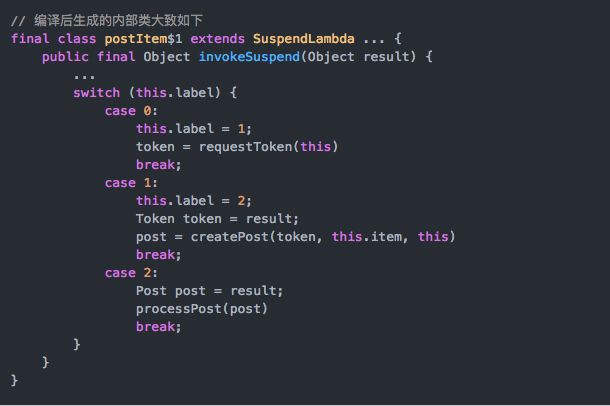 // 编译后生成的内部类大致如下
final class postItem$1 extends SuspendLambda ... {
    public final Object invokeSuspend(Object result) {
        ...
        switch (this.label) {
            case 0:
                this.label = 1;
                token = requestToken(this)
                break;
            case 1:
                this.label = 2;
                Token token = result;
                post = createPost(token, this.item, this)
                break;
            case 2:
                Post post = result;
                processPost(post)
                break;
        }
    }
}